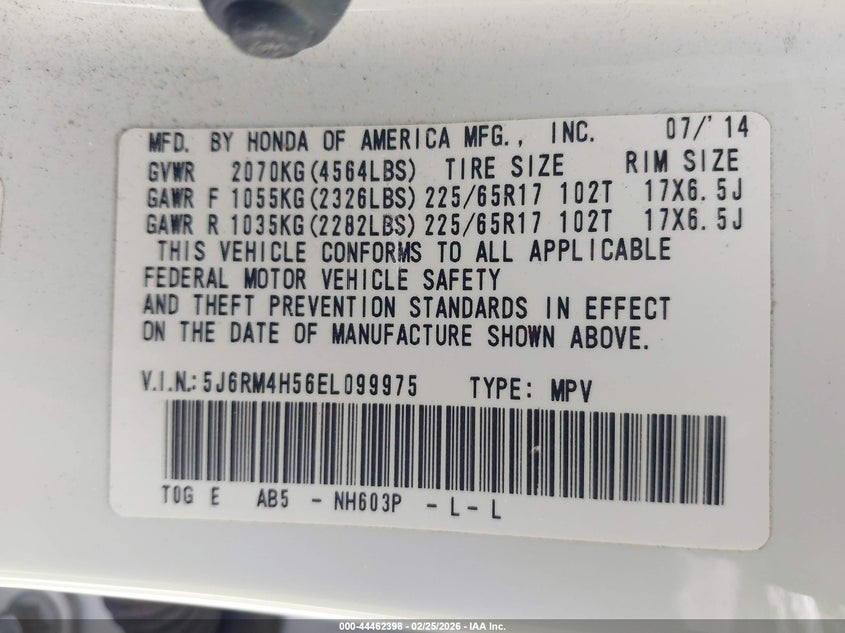 MFD. BY HONDA OF AMERICA MFG., INC. 07/'14
GVWR 2070KG(4564LBS) TIRE SIZE RIM SIZE
GAWR F 1055KG(2326LBS) 225/65R17 102T 17X6.5J
GAWR R 1035KG(2282LBS) 225/65R17 102T 17X6.5J
THIS VEHICLE CONFORMS TO ALL APPLICABLE
FEDERAL MOTOR VEHICLE SAFETY
AND THEFT PREVENTION STANDARDS IN EFFECT
ON THE DATE OF MANUFACTURE SHOWN ABOVE.
V.I.N.: 5J6RM4H56EL099975 TYPE: MPV
T0G E AB5 - NH603P - L - L
000-44462398 - 02/25/2026 - IAA Inc.